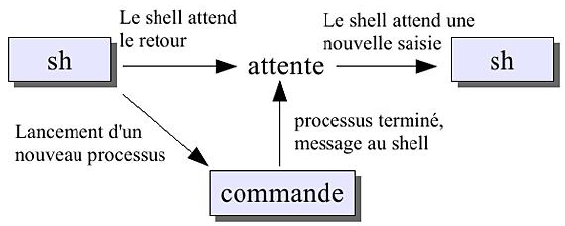 Le shell attend
le retour
Le shell attend une
nouvelle saisie
sh
attente
sh
Lancement d'un
nouveau processus
processus terminé,
message au shell
commande